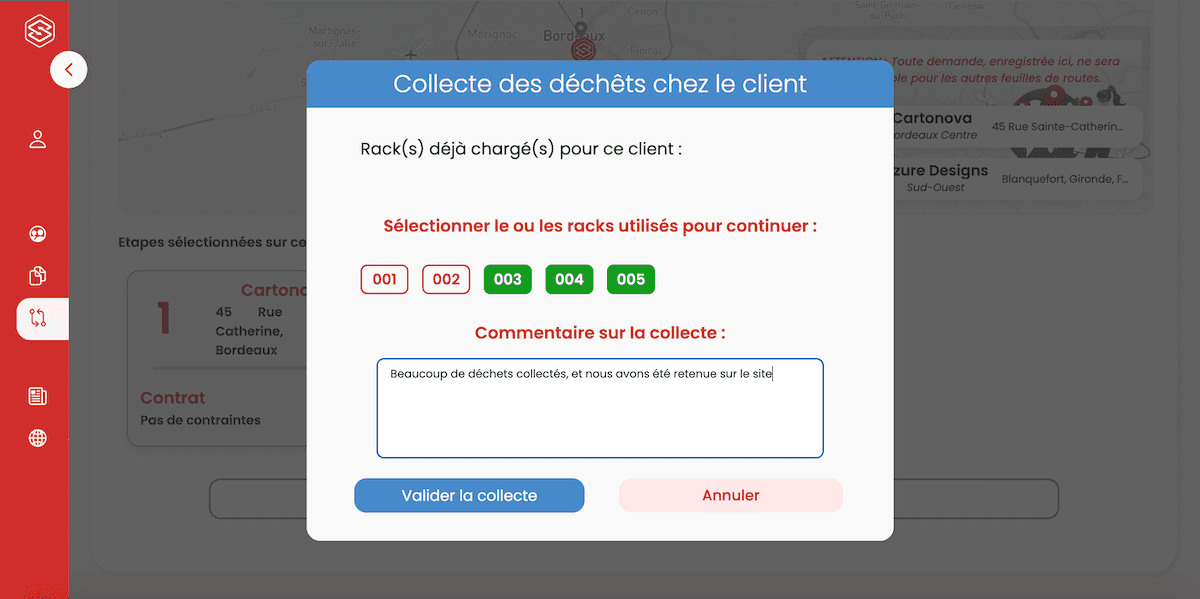 Saint-Germain-
du-Puch
Génissac
Cenon
1
Martignas-
sur-Jalle
Mérignac
Bordeaux
Floirac
ATTENTION : Toute demande, enregistrée ici, ne sera
ble pour les autres feuilles de routes.
Collecte des déchêts chez le client
Cartonova
ordeaux Centre
45 Rue Sainte-Catherin...
Rack(s) déjà chargé(s) pour ce client :
zure Designs
Sud-Ouest
Blanquefort, Gironde, F...
Sélectionner le ou les racks utilisés pour continuer :
Etapes sélectionnées sur ce
001 002 003 004 005
Cartono
1
45 Rue
Catherine,
Bordeaux
Commentaire sur la collecte :
Beaucoup de déchets collectés, et nous avons été retenue sur le site
Contrat
Pas de contraintes
Valider la collecte
Annuler